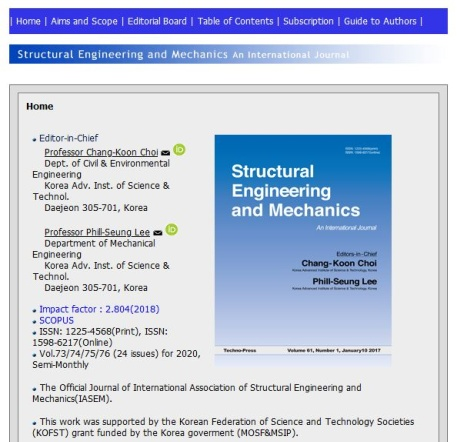 | Home | Aims and Scope | Editorial Board | Table of Contents | Subscription | Guide to Authors |
Structural Engineering and Mechanics An International Journal
Home
Editor-in-Chief
Professor Chang-Koon Choi
Dept. of Civil & Environmental
Engineering
Korea Adv. Inst. of Science &
Technol.
Daejeon 305-701, Korea
Professor Phill-Seung Lee
Department of Mechanical
Engineering
Korea Adv. Inst. of Science &
Technol.
Daejeon 305-701, Korea
Impact factor : 2.804(2018)
SCOPUS
ISSN: 1225-4568(Print), ISSN:
1598-6217(Online)
Vol.73/74/75/76 (24 issues) for 2020,
Semi-Monthly
Structural
Engineering
and Mechanics
An International Journal
Editors-in-Chief
Chang-Koon Choi
Korea Advanced Institute of Science & Technology, Korea
Phill-Seung Lee
Korea Advanced Institute of Science & Technology, Korea
Techno-Press
Volume 61, Number 1, January10 2017
The Official Journal of International Association of Structural Engineering and
Mechanics(IASEM).
This work was supported by the Korean Federation of Science and Technology Societies
(KOFST) grant funded by the Korea goverment (MOSF&MSIP).